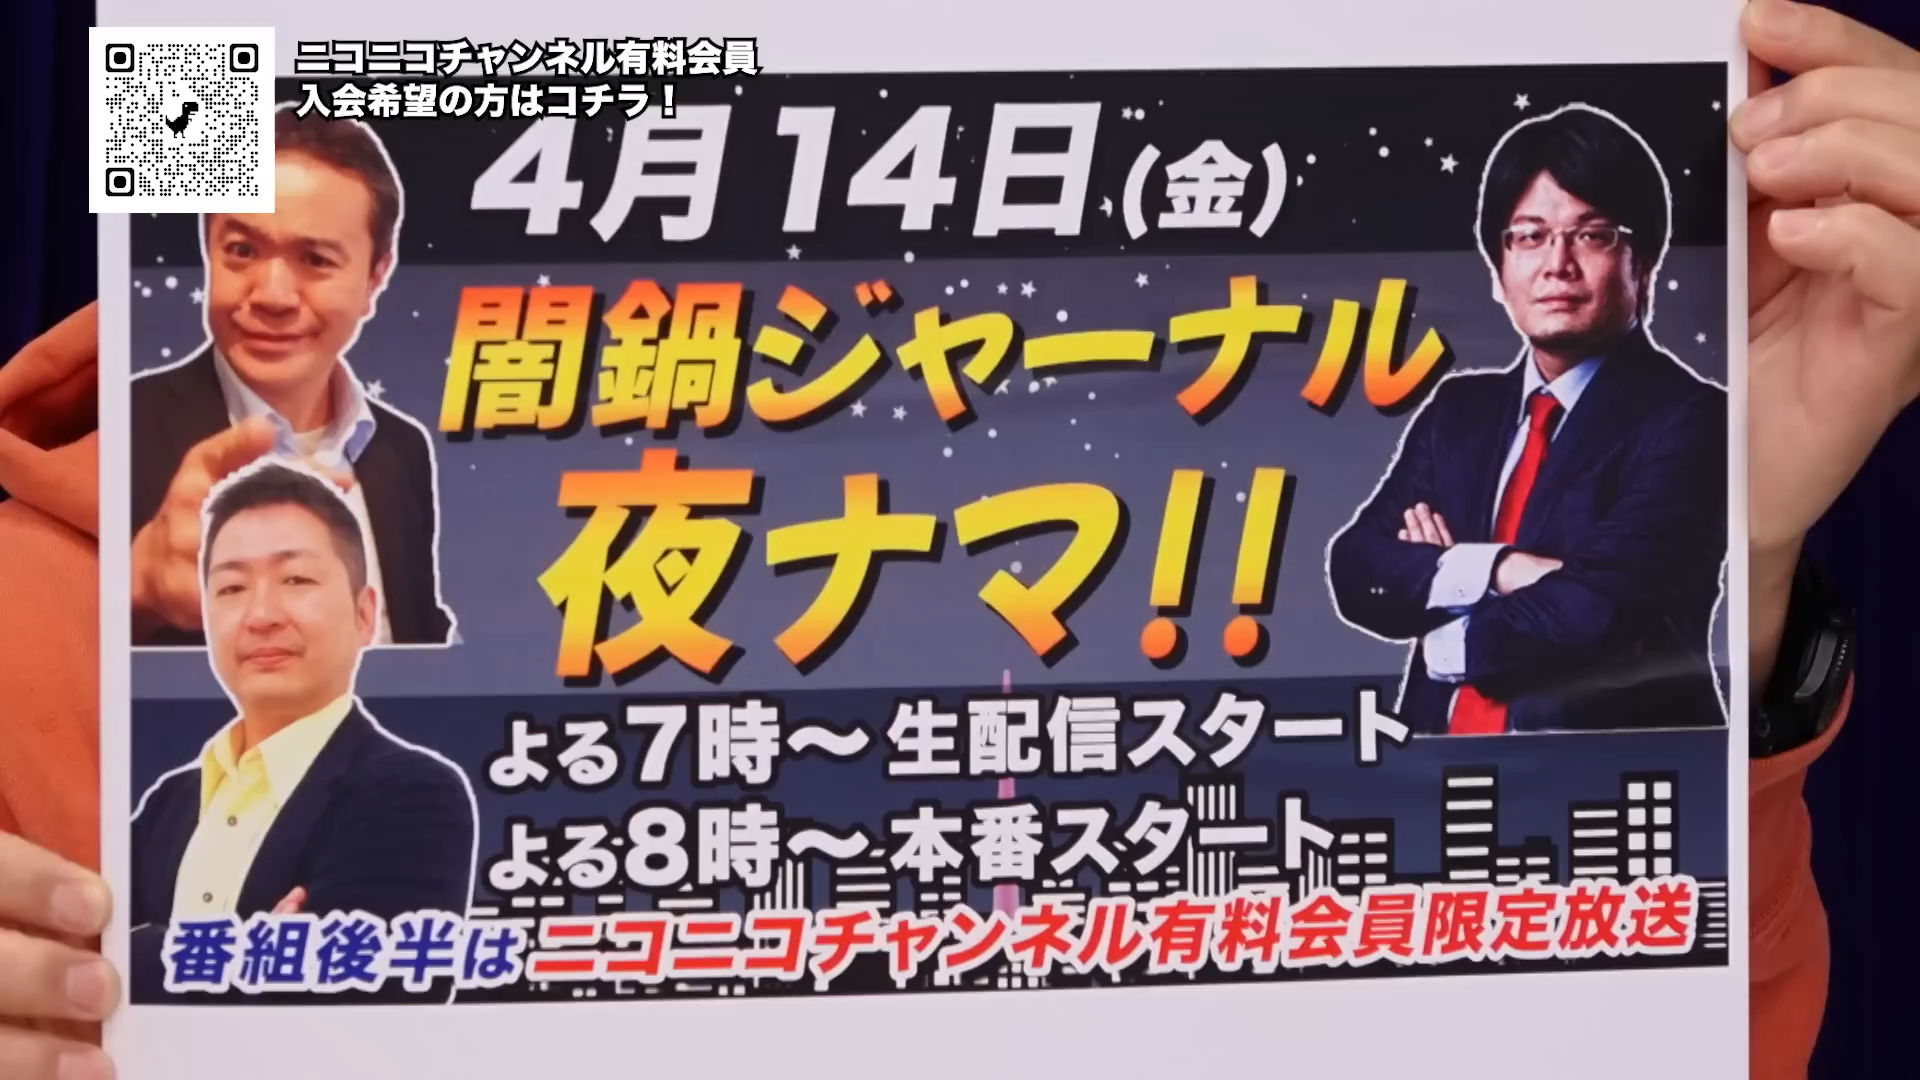 ニコニコチャンネル有料会員
入会希望の方はコチラ!
4月14日(金)
闇鍋ジャーナル
夜ナマ!!
よる7時〜生配信スタート
よる8時〜本番スタート
番組後半はニコニコチャンネル有料会員限定放送